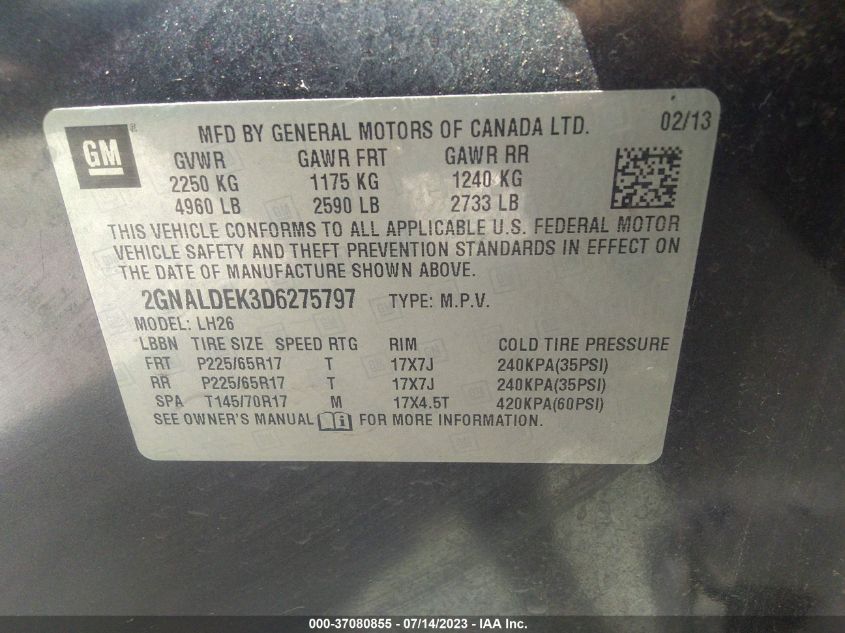 GM
®
MFD BY GENERAL MOTORS OF CANADA LTD. 02/13
GVWR GAWR FRT GAWR RR
2250 KG 1175 KG 1240 KG
4960 LB 2590 LB 2733 LB
THIS VEHICLE CONFORMS TO ALL APPLICABLE U.S. FEDERAL MOTOR
VEHICLE SAFETY AND THEFT PREVENTION STANDARDS IN EFFECT ON
THE DATE OF MANUFACTURE SHOWN ABOVE.
2GNALDEK3D6275797 TYPE: M.P.V.
MODEL: LH26
LBBN TIRE SIZE SPEED RTG RIM COLD TIRE PRESSURE
FRT P225/65R17 T 17X7J 240KPA(35PSI)
RR P225/65R17 T 17X7J 240KPA(35PSI)
SPA T145/70R17 M 17X4.5T 420KPA(60PSI)
SEE OWNER'S MANUAL i FOR MORE INFORMATION.
000-37080855 - 07/14/2023 - IAA Inc.